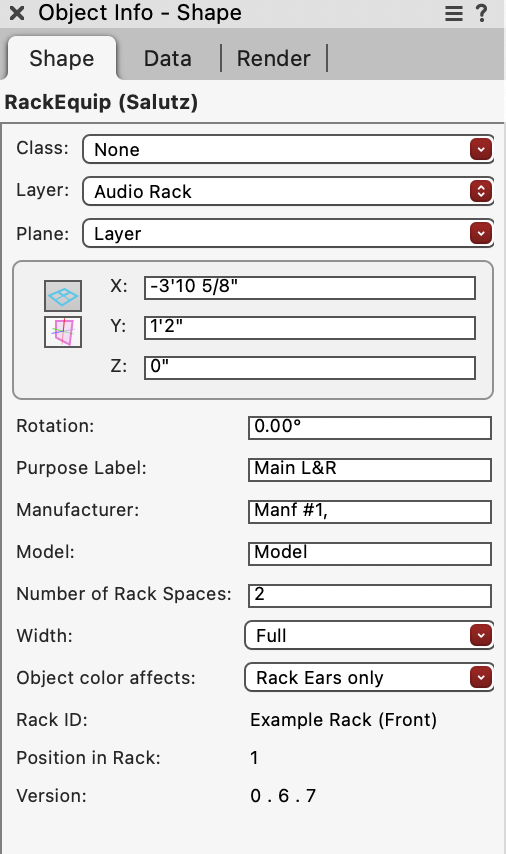 Object Info - Shape ?
Shape Data Render
RackEquip (Salutz)
Class: None
Layer: Audio Rack
Plane: Layer
X: -3'10 5/8"
Y: 1'2"
Z: 0"
Rotation: 0.00°
Purpose Label: Main L&R
Manufacturer: Manf #1,
Model: Model
Number of Rack Spaces: 2
Width: Full
Object color affects: Rack Ears only
Rack ID: Example Rack (Front)
Position in Rack: 1
Version: 0 . 6 . 7